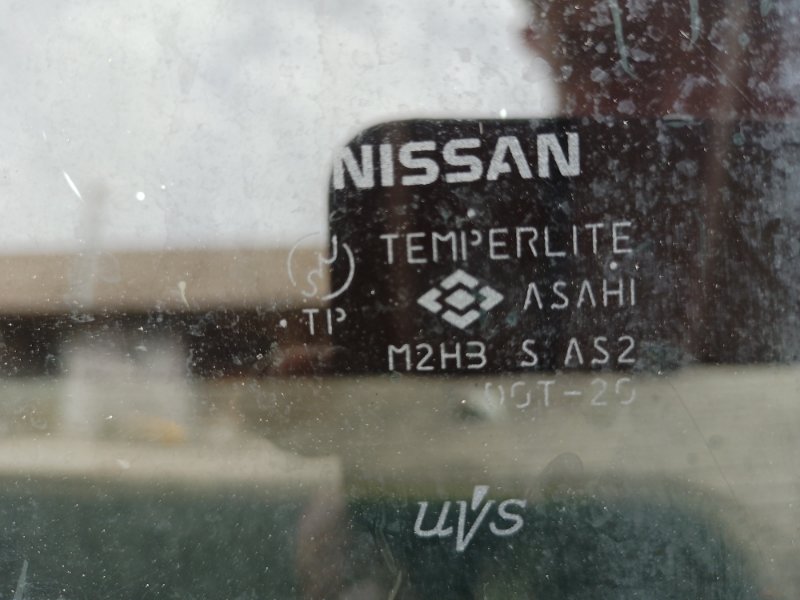 NISSAN
TEMPERLITE
ASAHI
TP
M2H3 S AS2
DOT-20
UVS